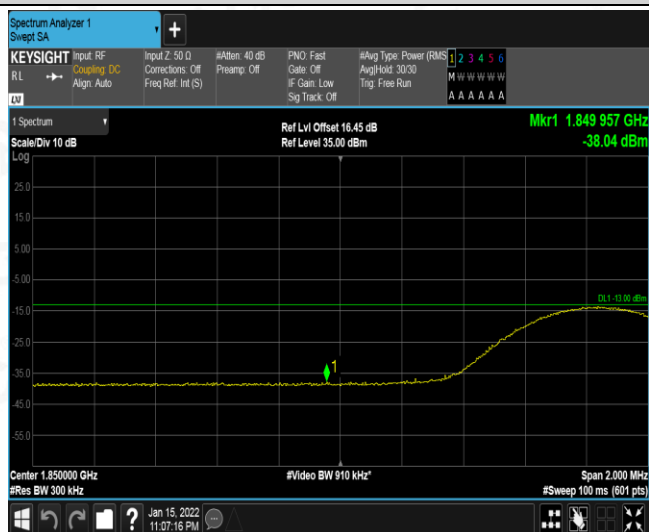 Spectrum Analyzer 1
Swept SA
+
KEYSIGHT
RL
LXI
Input: RF
Coupling: DC
Align: Auto
Input Z: 50 Ω
Corrections: Off
Freq Ref: Int (S)
#Atten: 40 dB
Preamp: Off
PNO: Fast
Gate: Off
IF Gain: Low
Sig Track: Off
#Avg Type: Power (RMS
Avg|Hold: 30/30
Trig: Free Run
1 2 3 4 5 6
M W W W W W
A A A A A A
1 Spectrum
Scale/Div 10 dB
Log
Ref Lvl Offset 16.45 dB
Ref Level 35.00 dBm
Mkr1 1.849 957 GHz
-38.04 dBm
25.0
15.0
5.00
-5.00
DL1 -13.00 dBm
-15.0
-25.0
1
-35.0
-45.0
-55.0
Center 1.850000 GHz
#Res BW 300 kHz
#Video BW 910 kHz*
Span 2.000 MHz
#Sweep 100 ms (601 pts)
?
Jan 15, 2022
11:07:16 PM